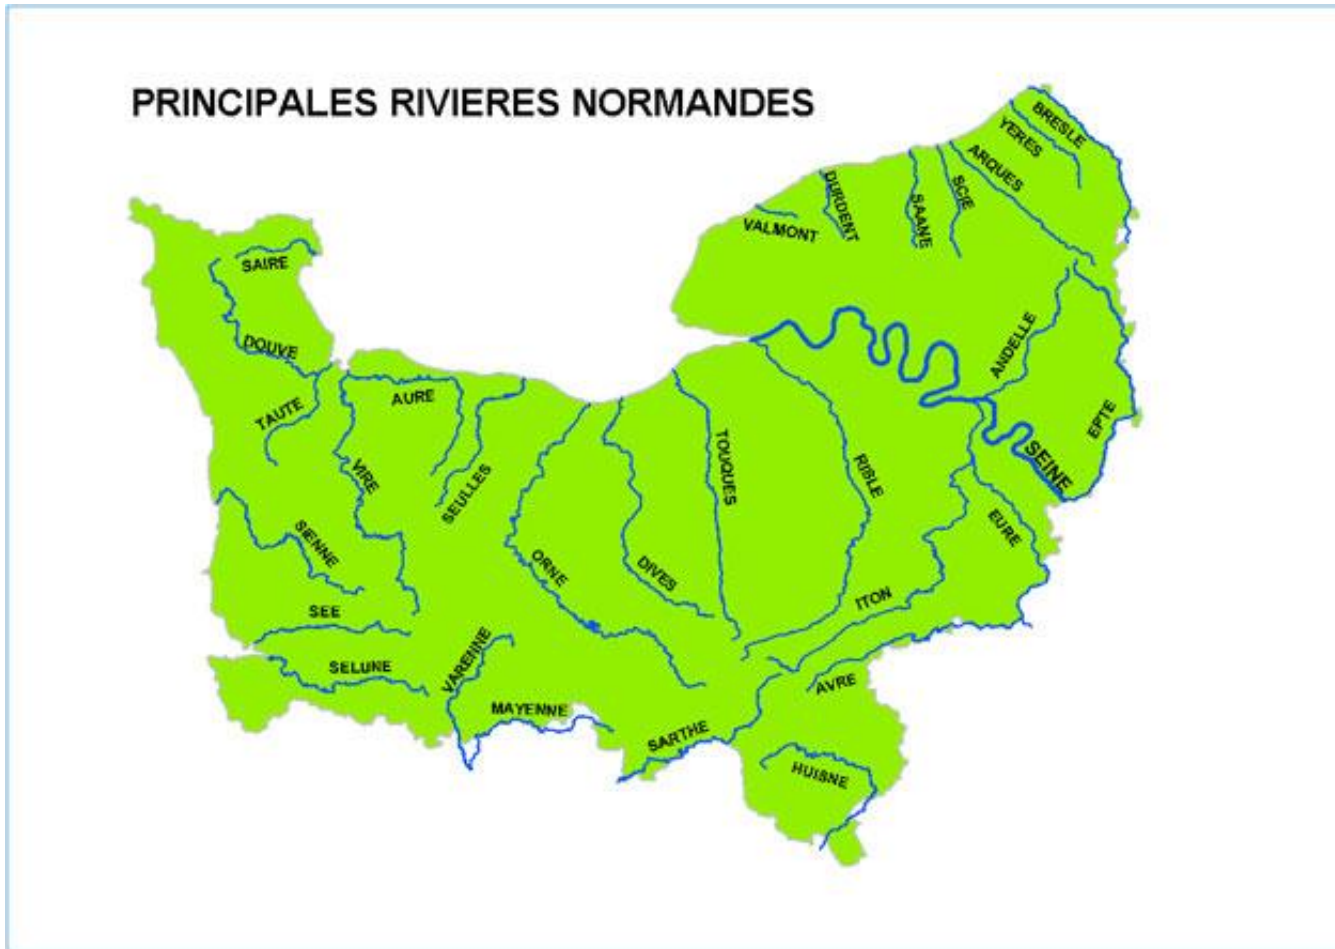 PRINCIPALES RIVIERES NORMANDES
BRESLE
YERES
ARQUES
SCIE
SAANE
DURDENT
VALMONT
SAIRE
DOUVE
TAUTE
AURE
VIRE
SEULLES
SIENNE
SEE
SELUNE
VARENNE
MAYENNE
ORNE
DIVES
TOUQUES
RISLE
ANDELLE
EPTE
SEINE
EURE
ITON
AVRE
SARTHE
HUISNE